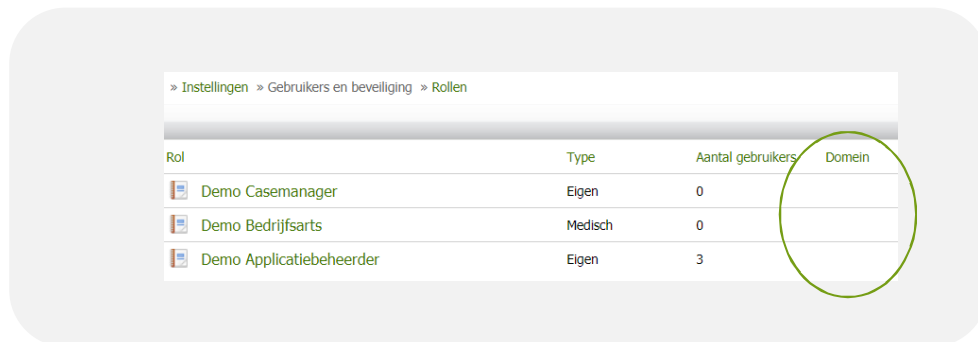 » Instellingen » Gebruikers en beveiliging » Rollen
Rol Type Aantal gebruikers Domein
Demo Casemanager Eigen 0
Demo Bedrijfsarts Medisch 0
Demo Applicatiebeheerder Eigen 3